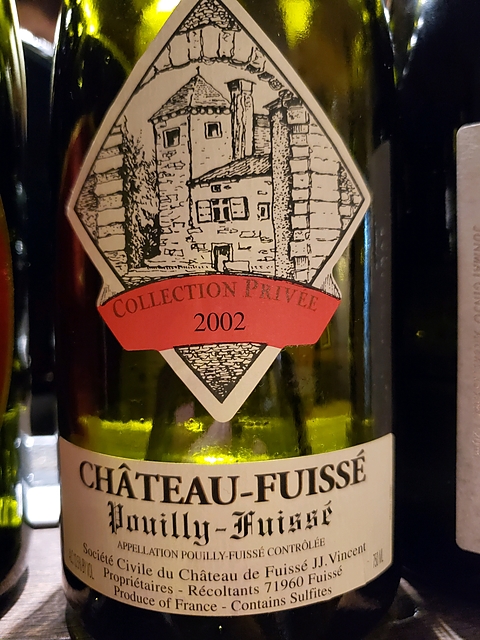 COLLECTION PRIVÉE
2002
CHÂTEAU-FUISSÉ
Pouilly-Fuissé
APPELLATION POUILLY-FUISSÉ CONTRÔLÉE
Société Civile du Château de Fuissé JJ. Vincent
Propriétaires - Récoltants 71960 Fuissé
Produce of France - Contains Sulfites